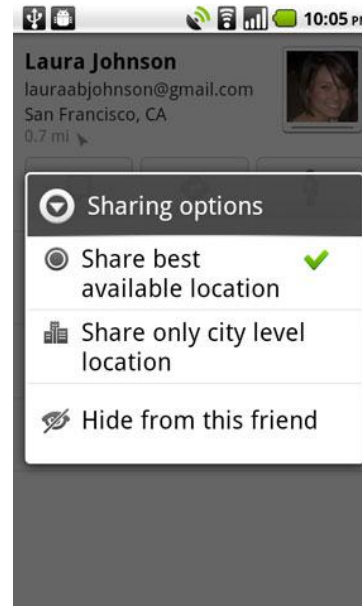 10:05 PM
Laura Johnson
lauraabjohnson@gmail.com
San Francisco, CA
0.7 mi
Sharing options
Share best
available location
Share only city level
location
Hide from this friend